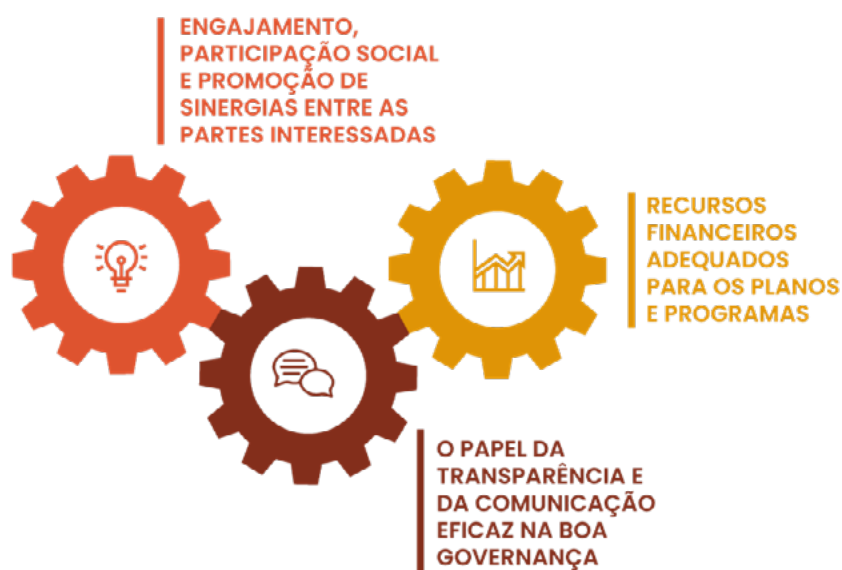 ENGAJAMENTO,
PARTICIPAÇÃO SOCIAL
E PROMOÇÃO DE
SINERGIAS ENTRE AS
PARTES INTERESSADAS
RECURSOS
FINANCEIROS
ADEQUADOS
PARA OS PLANOS
E PROGRAMAS
O PAPEL DA
TRANSPARÊNCIA E
DA COMUNICAÇÃO
EFICAZ NA BOA
GOVERNANÇA